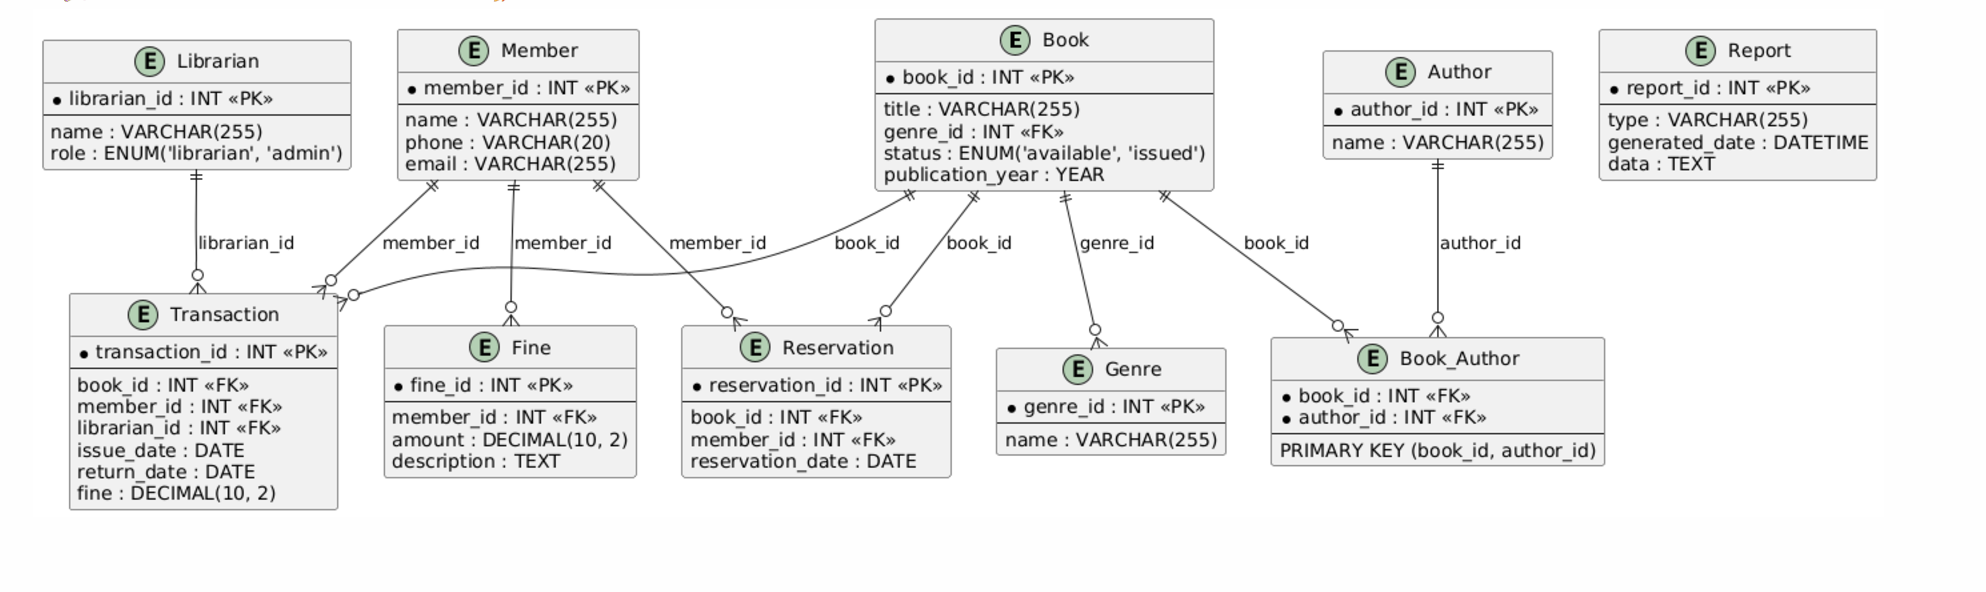 E Librarian
● librarian_id : INT «PK»
name : VARCHAR(255)
role : ENUM('librarian', 'admin')
E Member
● member_id : INT «PK»
name : VARCHAR(255)
phone : VARCHAR(20)
email : VARCHAR(255)
E Book
● book_id : INT «PK»
title : VARCHAR(255)
genre_id : INT «FK»
status : ENUM('available', 'issued')
publication_year : YEAR
E Author
● author_id : INT «PK»
name : VARCHAR(255)
E Report
● report_id : INT «PK»
type : VARCHAR(255)
generated_date : DATETIME
data : TEXT
librarian_id
member_id
member_id
member_id
book_id
book_id
genre_id
book_id
author_id
E Transaction
● transaction_id : INT «PK»
book_id : INT «FK»
member_id : INT «FK»
librarian_id : INT «FK»
issue_date : DATE
return_date : DATE
fine : DECIMAL(10, 2)
E Fine
● fine_id : INT «PK»
member_id : INT «FK»
amount : DECIMAL(10, 2)
description : TEXT
E Reservation
● reservation_id : INT «PK»
book_id : INT «FK»
member_id : INT «FK»
reservation_date : DATE
E Genre
● genre_id : INT «PK»
name : VARCHAR(255)
E Book_Author
● book_id : INT «FK»
● author_id : INT «FK»
PRIMARY KEY (book_id, author_id)